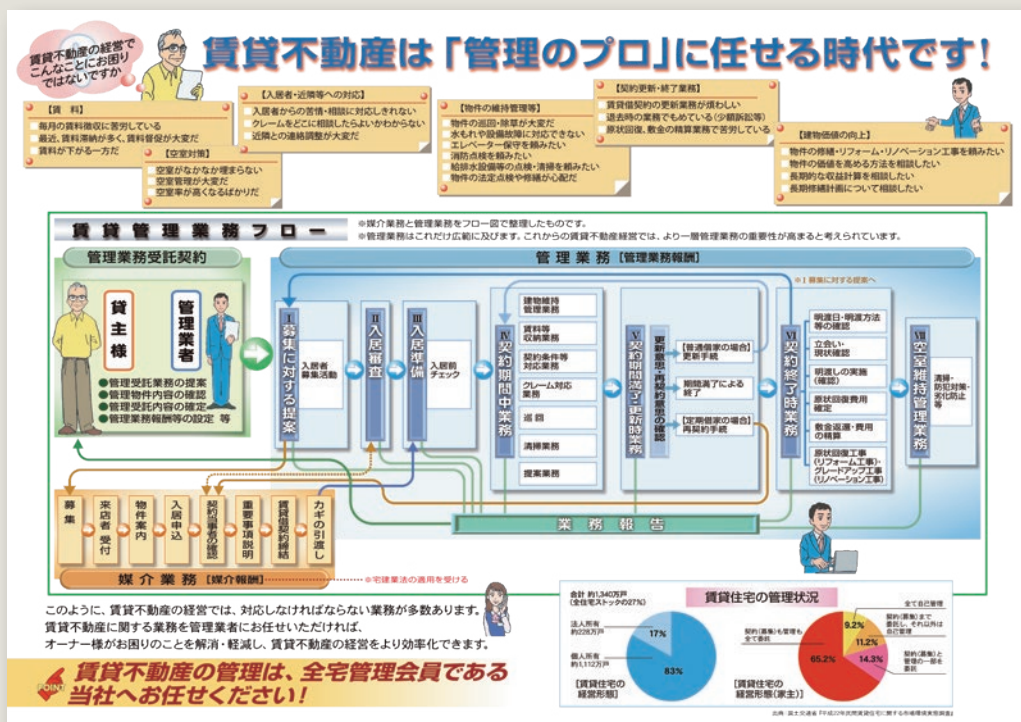 賃貸不動産の経営で
こんなことにお困り
ではないですか
賃貸不動産は「管理のプロ」に任せる時代です！
【賃　料】
毎月の賃料徴収に苦労している
最近、賃料滞納が多く、賃料督促が大変だ
賃料が下がる一方だ
【空室対策】
空室がなかなか埋まらない
空室管理が大変だ
空室率が高くなるばかりだ
【入居者・近隣等への対応】
入居者からの苦情・相談に対応しきれない
クレームをどこに相談したらよいかわからない
近隣との連絡調整が大変だ
【物件の維持管理等】
物件の巡回・除草が大変だ
水もれや設備故障に対応できない
エレベーター保守を頼みたい
消防点検を頼みたい
給排水設備等の点検・清掃を頼みたい
物件の法定点検や修繕が心配だ
【契約更新・終了業務】
賃貸借契約の更新業務が煩わしい
退去時の業務でもめている（少額訴訟等）
原状回復、敷金の精算業務で苦労している
【建物価値の向上】
物件の修繕・リフォーム・リノベーション工事を頼みたい
物件の価値を高める方法を相談したい
長期的な収益計算を相談したい
長期修繕計画について相談したい
賃貸管理業務フロー
※媒介業務と管理業務をフロー図で整理したものです。
※管理業務はこれだけ広範に及びます。これからの賃貸不動産経営では、より一層管理業務の重要性が高まると考えられています。
管理業務受託契約
貸主様
管理業者
●管理受託業務の提案
●管理物件内容の確認
●管理受託内容の確定
●管理業務報酬等の設定 等
管理業務【管理業務報酬】
※Ⅰ募集に対する提案へ
Ⅰ募集に対する提案
入居者
募集活動
Ⅱ入居審査
Ⅲ入居準備
入居前
チェック
Ⅳ契約期間中業務
建物維持
管理業務
賃料等
収納業務
契約条件等
対応業務
クレーム対応
業務
巡回
清掃業務
提案業務
Ⅴ契約期間満了・更新時業務
更新意思・再契約意思の確認
【普通借家の場合】
更新手続
期間満了による
終了
【定期借家の場合】
再契約手続
Ⅵ契約終了時業務
明渡日・明渡方法
等の確認
立会い・
現状確認
明渡しの実施
（確認）
原状回復費用
確定
敷金返還・費用
の精算
原状回復工事
（リフォーム工事）・
グレードアップ工事
（リノベーション工事）
Ⅶ空室維持管理業務
清掃・
防犯対策・
劣化防止
等
業務報告
募集
来店者 受付
物件案内
入居申込
契約当事者の確認
重要事項説明
賃貸借契約締結
カギの引渡し
媒介業務【媒介報酬】
※宅建業法の適用を受ける
このように、賃貸不動産の経営では、対応しなければならない業務が多数あります。
賃貸不動産に関する業務を管理業者にお任せいただければ、
オーナー様がお困りのことを解消・軽減し、賃貸不動産の経営をより効率化できます。
POINT
賃貸不動産の管理は、全宅管理会員である
当社へお任せください！
賃貸住宅の管理状況
合計 約1,340万戸
（全住宅ストックの27%）
法人所有
約228万戸
個人所有
約1,112万戸
17%
83%
［賃貸住宅の
経営形態］
契約（募集）も管理も
全て委託
65.2%
全て自己管理
9.2%
契約（募集）まで
委託し、それ以外は
自己管理
11.2%
契約（募集）と
管理の一部を
委託
14.3%
［賃貸住宅の
経営形態（家主）］
出典：国土交通省『平成22年民間賃貸住宅に関する市場環境実態調査』